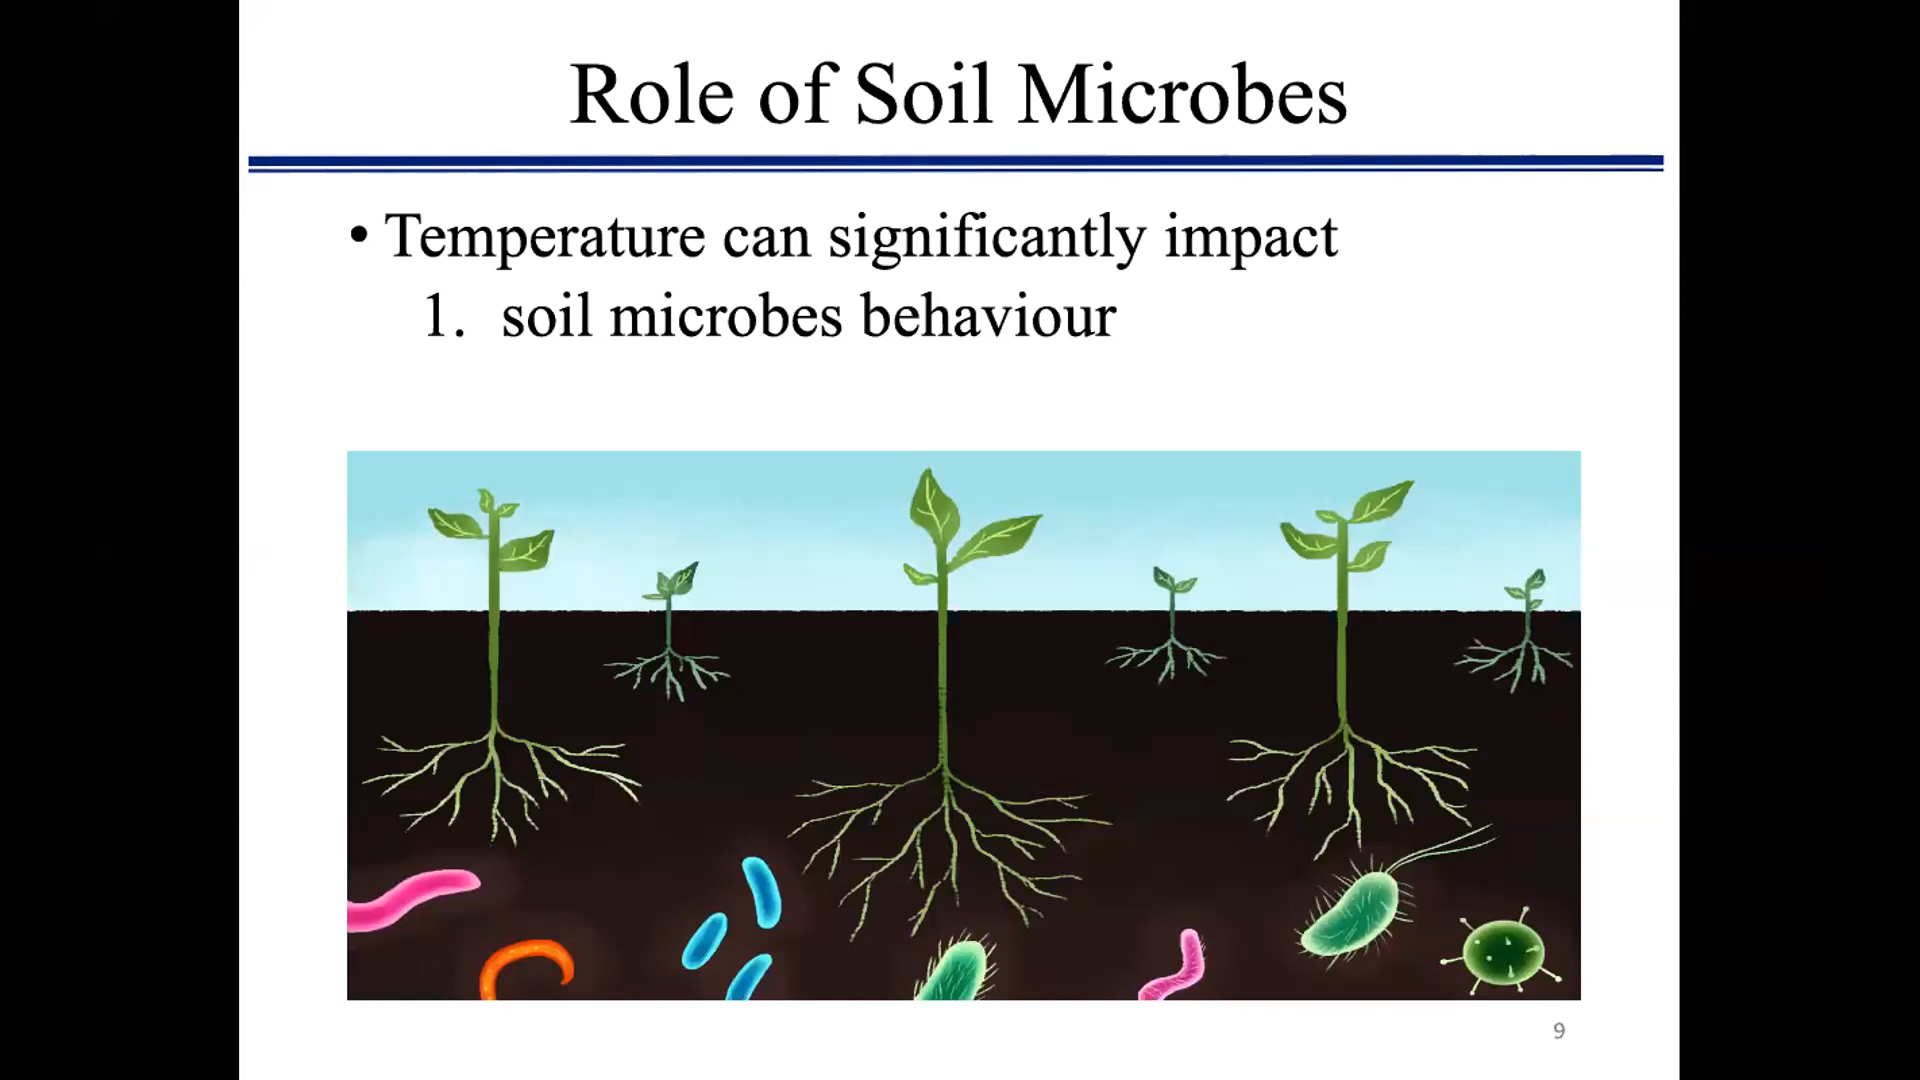 Role of Soil Microbes
• Temperature can significantly impact
1. soil microbes behaviour
9